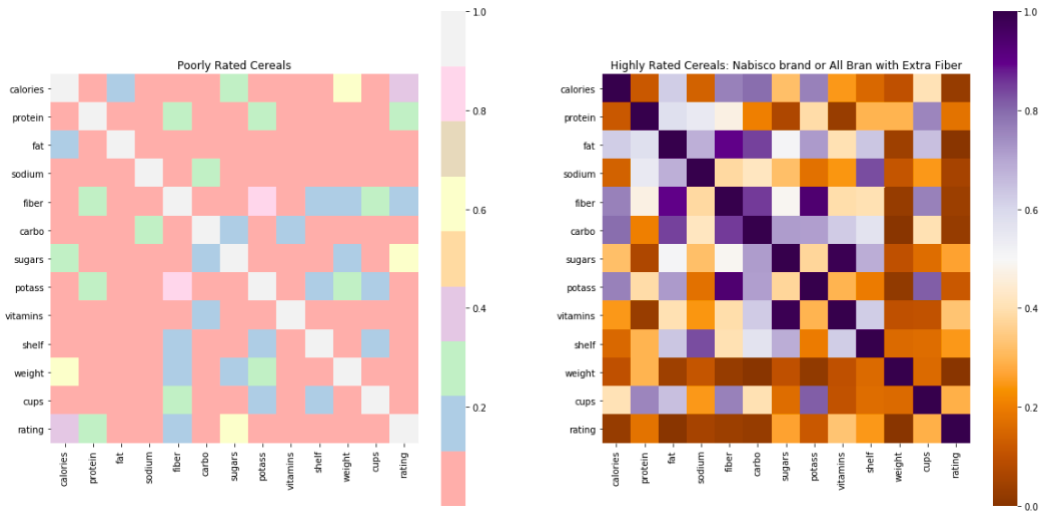 Poorly Rated Cereals
calories
protein
fat
sodium
fiber
carbo
sugars
potass
vitamins
shelf
weight
cups
rating
calories
protein
fat
sodium
fiber
carbo
sugars
potass
vitamins
shelf
weight
cups
rating
1.0
0.8
0.6
0.4
0.2
Highly Rated Cereals: Nabisco brand or All Bran with Extra Fiber
calories
protein
fat
sodium
fiber
carbo
sugars
potass
vitamins
shelf
weight
cups
rating
calories
protein
fat
sodium
fiber
carbo
sugars
potass
vitamins
shelf
weight
cups
rating
1.0
0.8
0.6
0.4
0.2
0.0